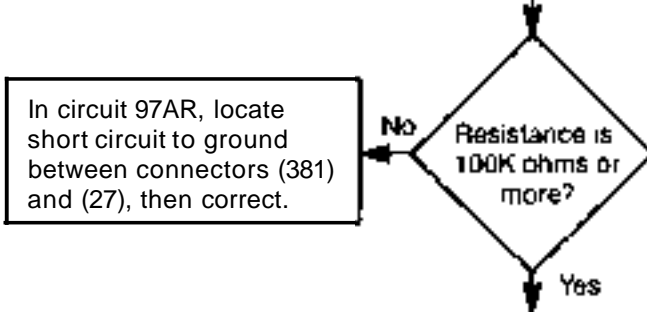 In circuit 97AR, locate
short circuit to ground
between connectors (381)
and (27), then correct.
No
Resistance is
100K ohms or
more?
Yes